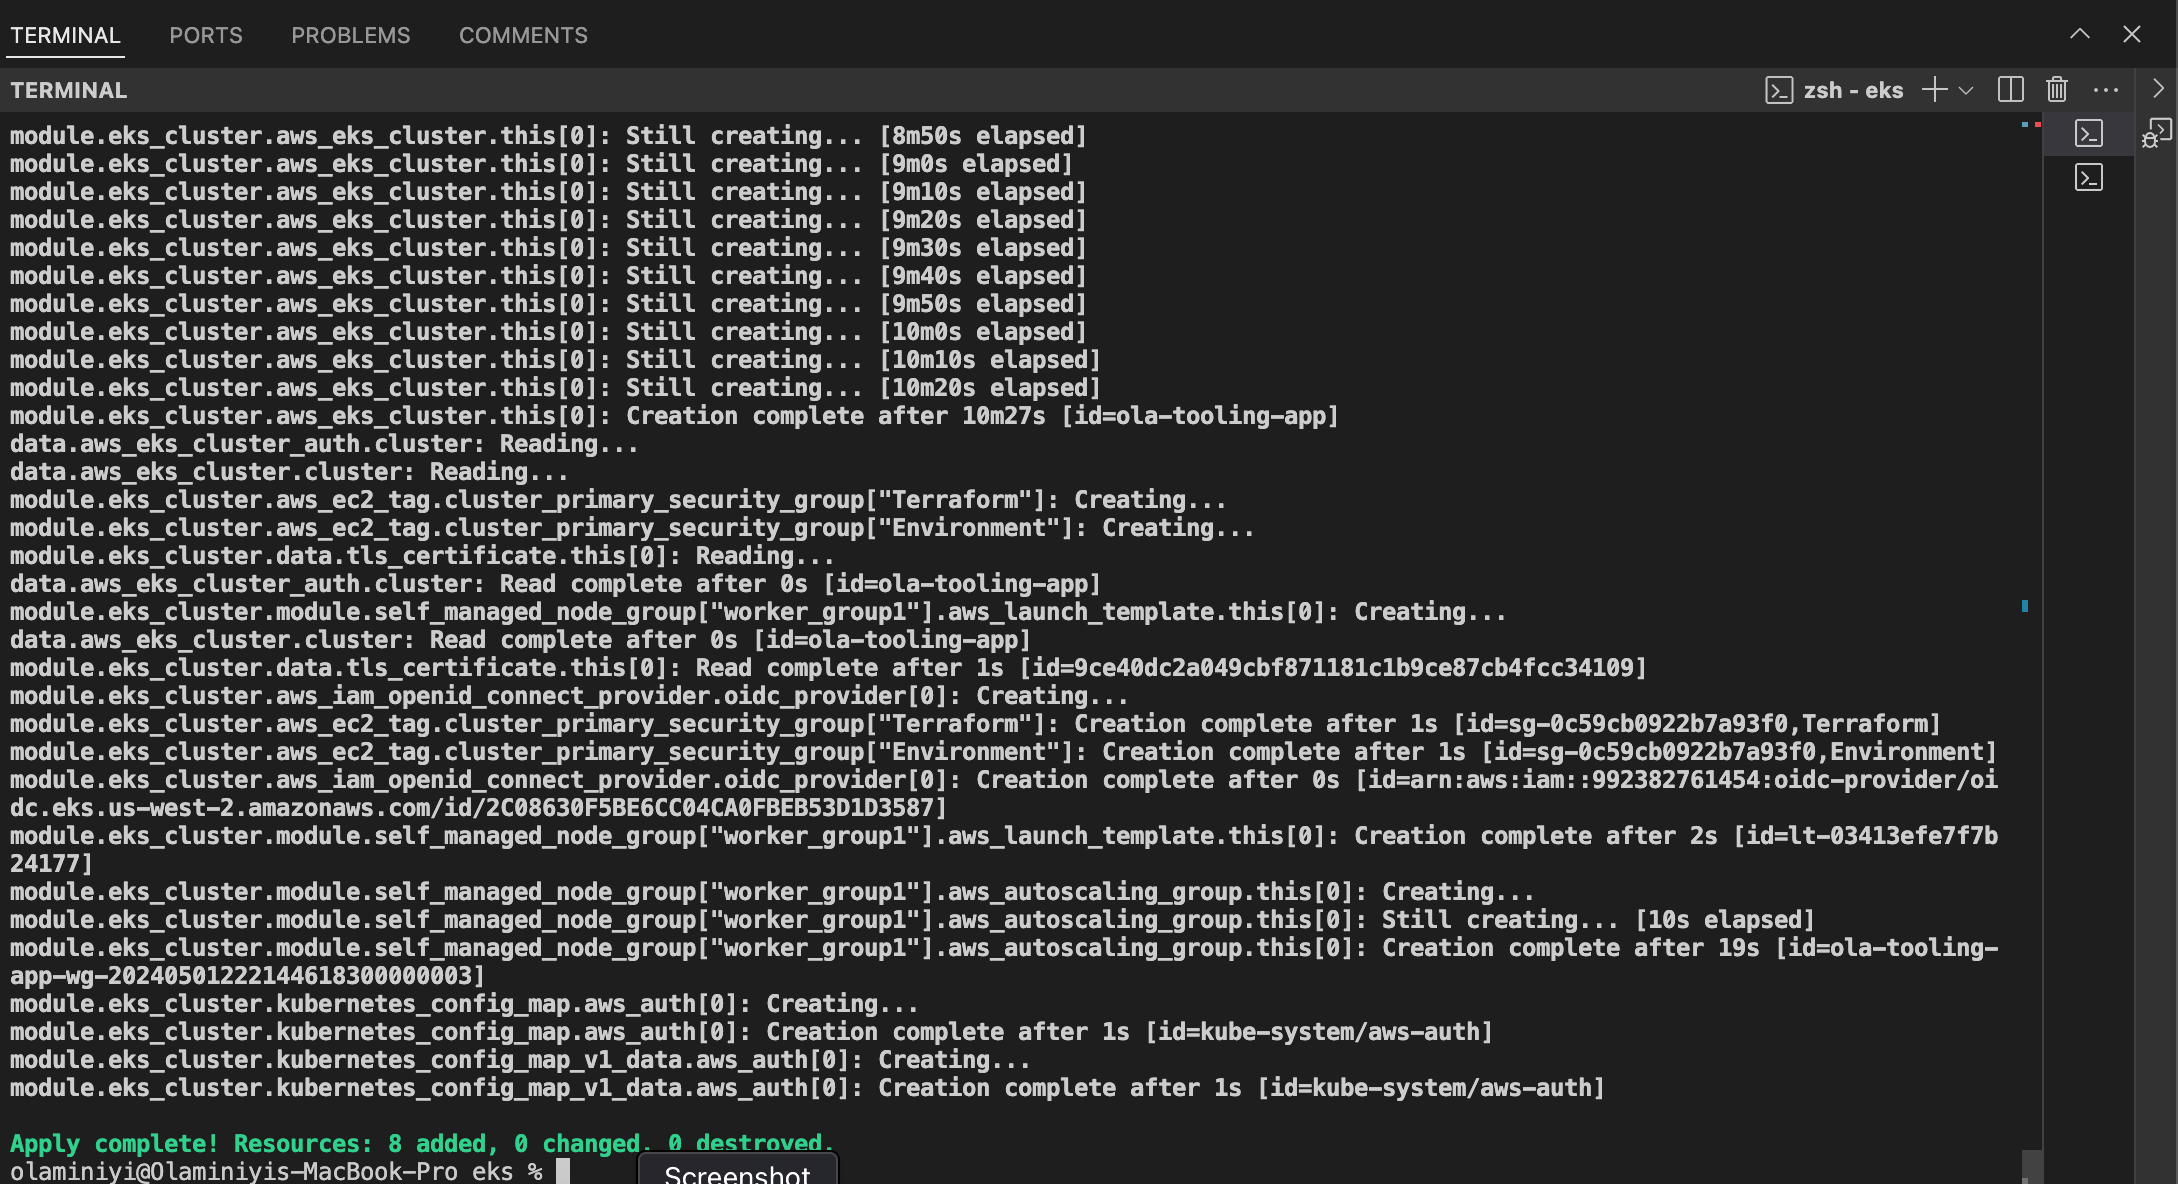 TERMINAL PORTS PROBLEMS COMMENTS
TERMINAL zsh - eks
module.eks_cluster.aws_eks_cluster.this[0]: Still creating... [8m50s elapsed]
module.eks_cluster.aws_eks_cluster.this[0]: Still creating... [9m0s elapsed]
module.eks_cluster.aws_eks_cluster.this[0]: Still creating... [9m10s elapsed]
module.eks_cluster.aws_eks_cluster.this[0]: Still creating... [9m20s elapsed]
module.eks_cluster.aws_eks_cluster.this[0]: Still creating... [9m30s elapsed]
module.eks_cluster.aws_eks_cluster.this[0]: Still creating... [9m40s elapsed]
module.eks_cluster.aws_eks_cluster.this[0]: Still creating... [9m50s elapsed]
module.eks_cluster.aws_eks_cluster.this[0]: Still creating... [10m0s elapsed]
module.eks_cluster.aws_eks_cluster.this[0]: Still creating... [10m10s elapsed]
module.eks_cluster.aws_eks_cluster.this[0]: Still creating... [10m20s elapsed]
module.eks_cluster.aws_eks_cluster.this[0]: Creation complete after 10m27s [id=ola-tooling-app]
data.aws_eks_cluster_auth.cluster: Reading...
data.aws_eks_cluster.cluster: Reading...
module.eks_cluster.aws_ec2_tag.cluster_primary_security_group["Terraform"]: Creating...
module.eks_cluster.aws_ec2_tag.cluster_primary_security_group["Environment"]: Creating...
module.eks_cluster.data.tls_certificate.this[0]: Reading...
data.aws_eks_cluster_auth.cluster: Read complete after 0s [id=ola-tooling-app]
module.eks_cluster.module.self_managed_node_group["worker_group1"].aws_launch_template.this[0]: Creating...
data.aws_eks_cluster.cluster: Read complete after 0s [id=ola-tooling-app]
module.eks_cluster.data.tls_certificate.this[0]: Read complete after 1s [id=9ce40dc2a049cbf871181c1b9ce87cb4fcc34109]
module.eks_cluster.aws_iam_openid_connect_provider.oidc_provider[0]: Creating...
module.eks_cluster.aws_ec2_tag.cluster_primary_security_group["Terraform"]: Creation complete after 1s [id=sg-0c59cb0922b7a93f0,Terraform]
module.eks_cluster.aws_ec2_tag.cluster_primary_security_group["Environment"]: Creation complete after 1s [id=sg-0c59cb0922b7a93f0,Environment]
module.eks_cluster.aws_iam_openid_connect_provider.oidc_provider[0]: Creation complete after 0s [id=arn:aws:iam::992382761454:oidc-provider/oi
dc.eks.us-west-2.amazonaws.com/id/2C08630F5BE6CC04CA0FBEB53D1D3587]
module.eks_cluster.module.self_managed_node_group["worker_group1"].aws_launch_template.this[0]: Creation complete after 2s [id=lt-03413efe7f7b
24177]
module.eks_cluster.module.self_managed_node_group["worker_group1"].aws_autoscaling_group.this[0]: Creating...
module.eks_cluster.module.self_managed_node_group["worker_group1"].aws_autoscaling_group.this[0]: Still creating... [10s elapsed]
module.eks_cluster.module.self_managed_node_group["worker_group1"].aws_autoscaling_group.this[0]: Creation complete after 19s [id=ola-tooling-
app-wg-20240501222144618300000003]
module.eks_cluster.kubernetes_config_map.aws_auth[0]: Creating...
module.eks_cluster.kubernetes_config_map.aws_auth[0]: Creation complete after 1s [id=kube-system/aws-auth]
module.eks_cluster.kubernetes_config_map_v1_data.aws_auth[0]: Creating...
module.eks_cluster.kubernetes_config_map_v1_data.aws_auth[0]: Creation complete after 1s [id=kube-system/aws-auth]
Apply complete! Resources: 8 added, 0 changed, 0 destroyed.
olaminiyi@Olaminiyis-MacBook-Pro eks %
Screenshot